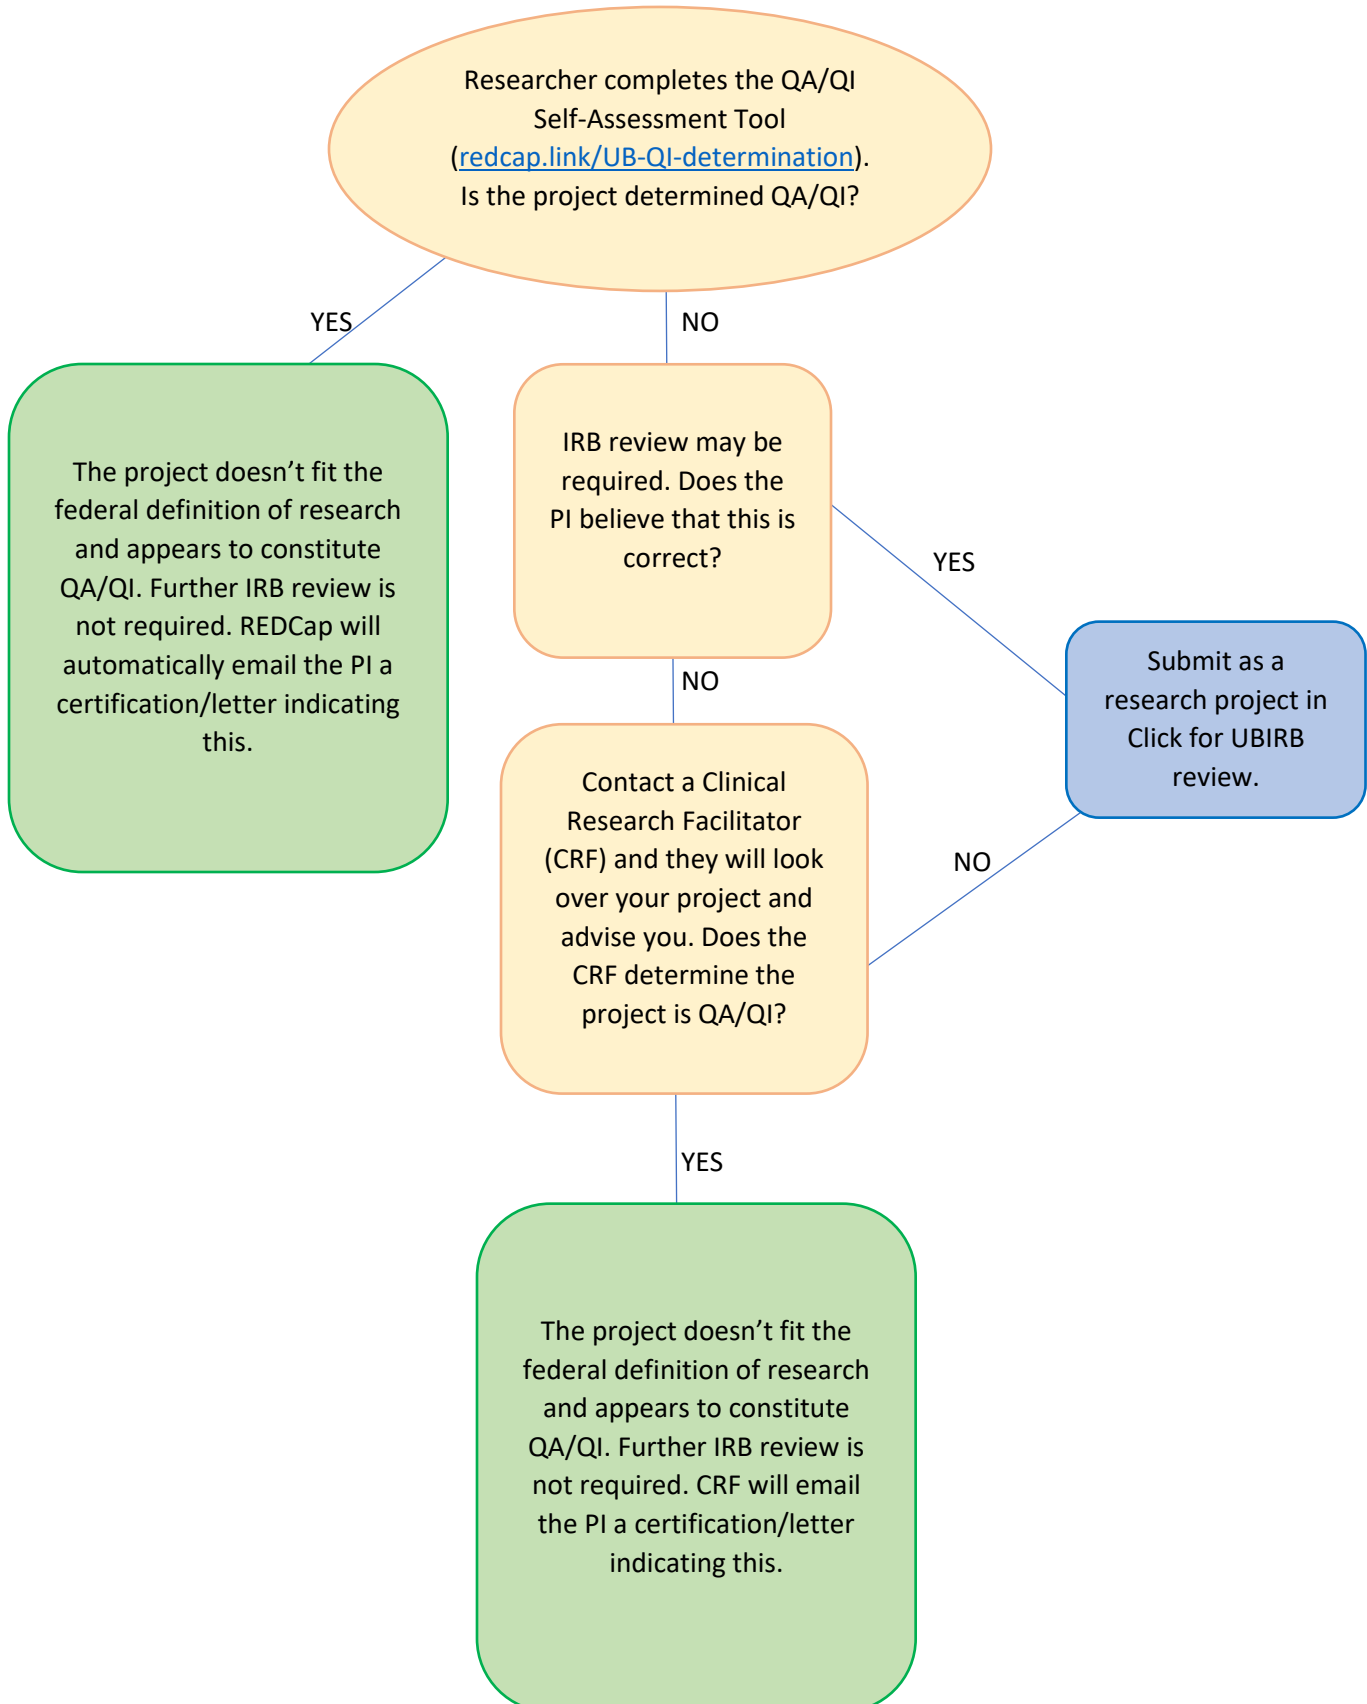 Researcher completes the QA/QI
Self-Assessment Tool
(redcap.link/UB-QI-determination).
Is the project determined QA/QI?
YES
NO
The project doesn’t fit the
federal definition of research
and appears to constitute
QA/QI. Further IRB review is
not required. REDCap will
automatically email the PI a
certification/letter indicating
this.
IRB review may be
required. Does the
PI believe that this is
correct?
YES
NO
Submit as a
research project in
Click for UBIRB
review.
Contact a Clinical
Research Facilitator
(CRF) and they will look
over your project and
advise you. Does the
CRF determine the
project is QA/QI?
NO
YES
The project doesn’t fit the
federal definition of research
and appears to constitute
QA/QI. Further IRB review is
not required. CRF will email
the PI a certification/letter
indicating this.